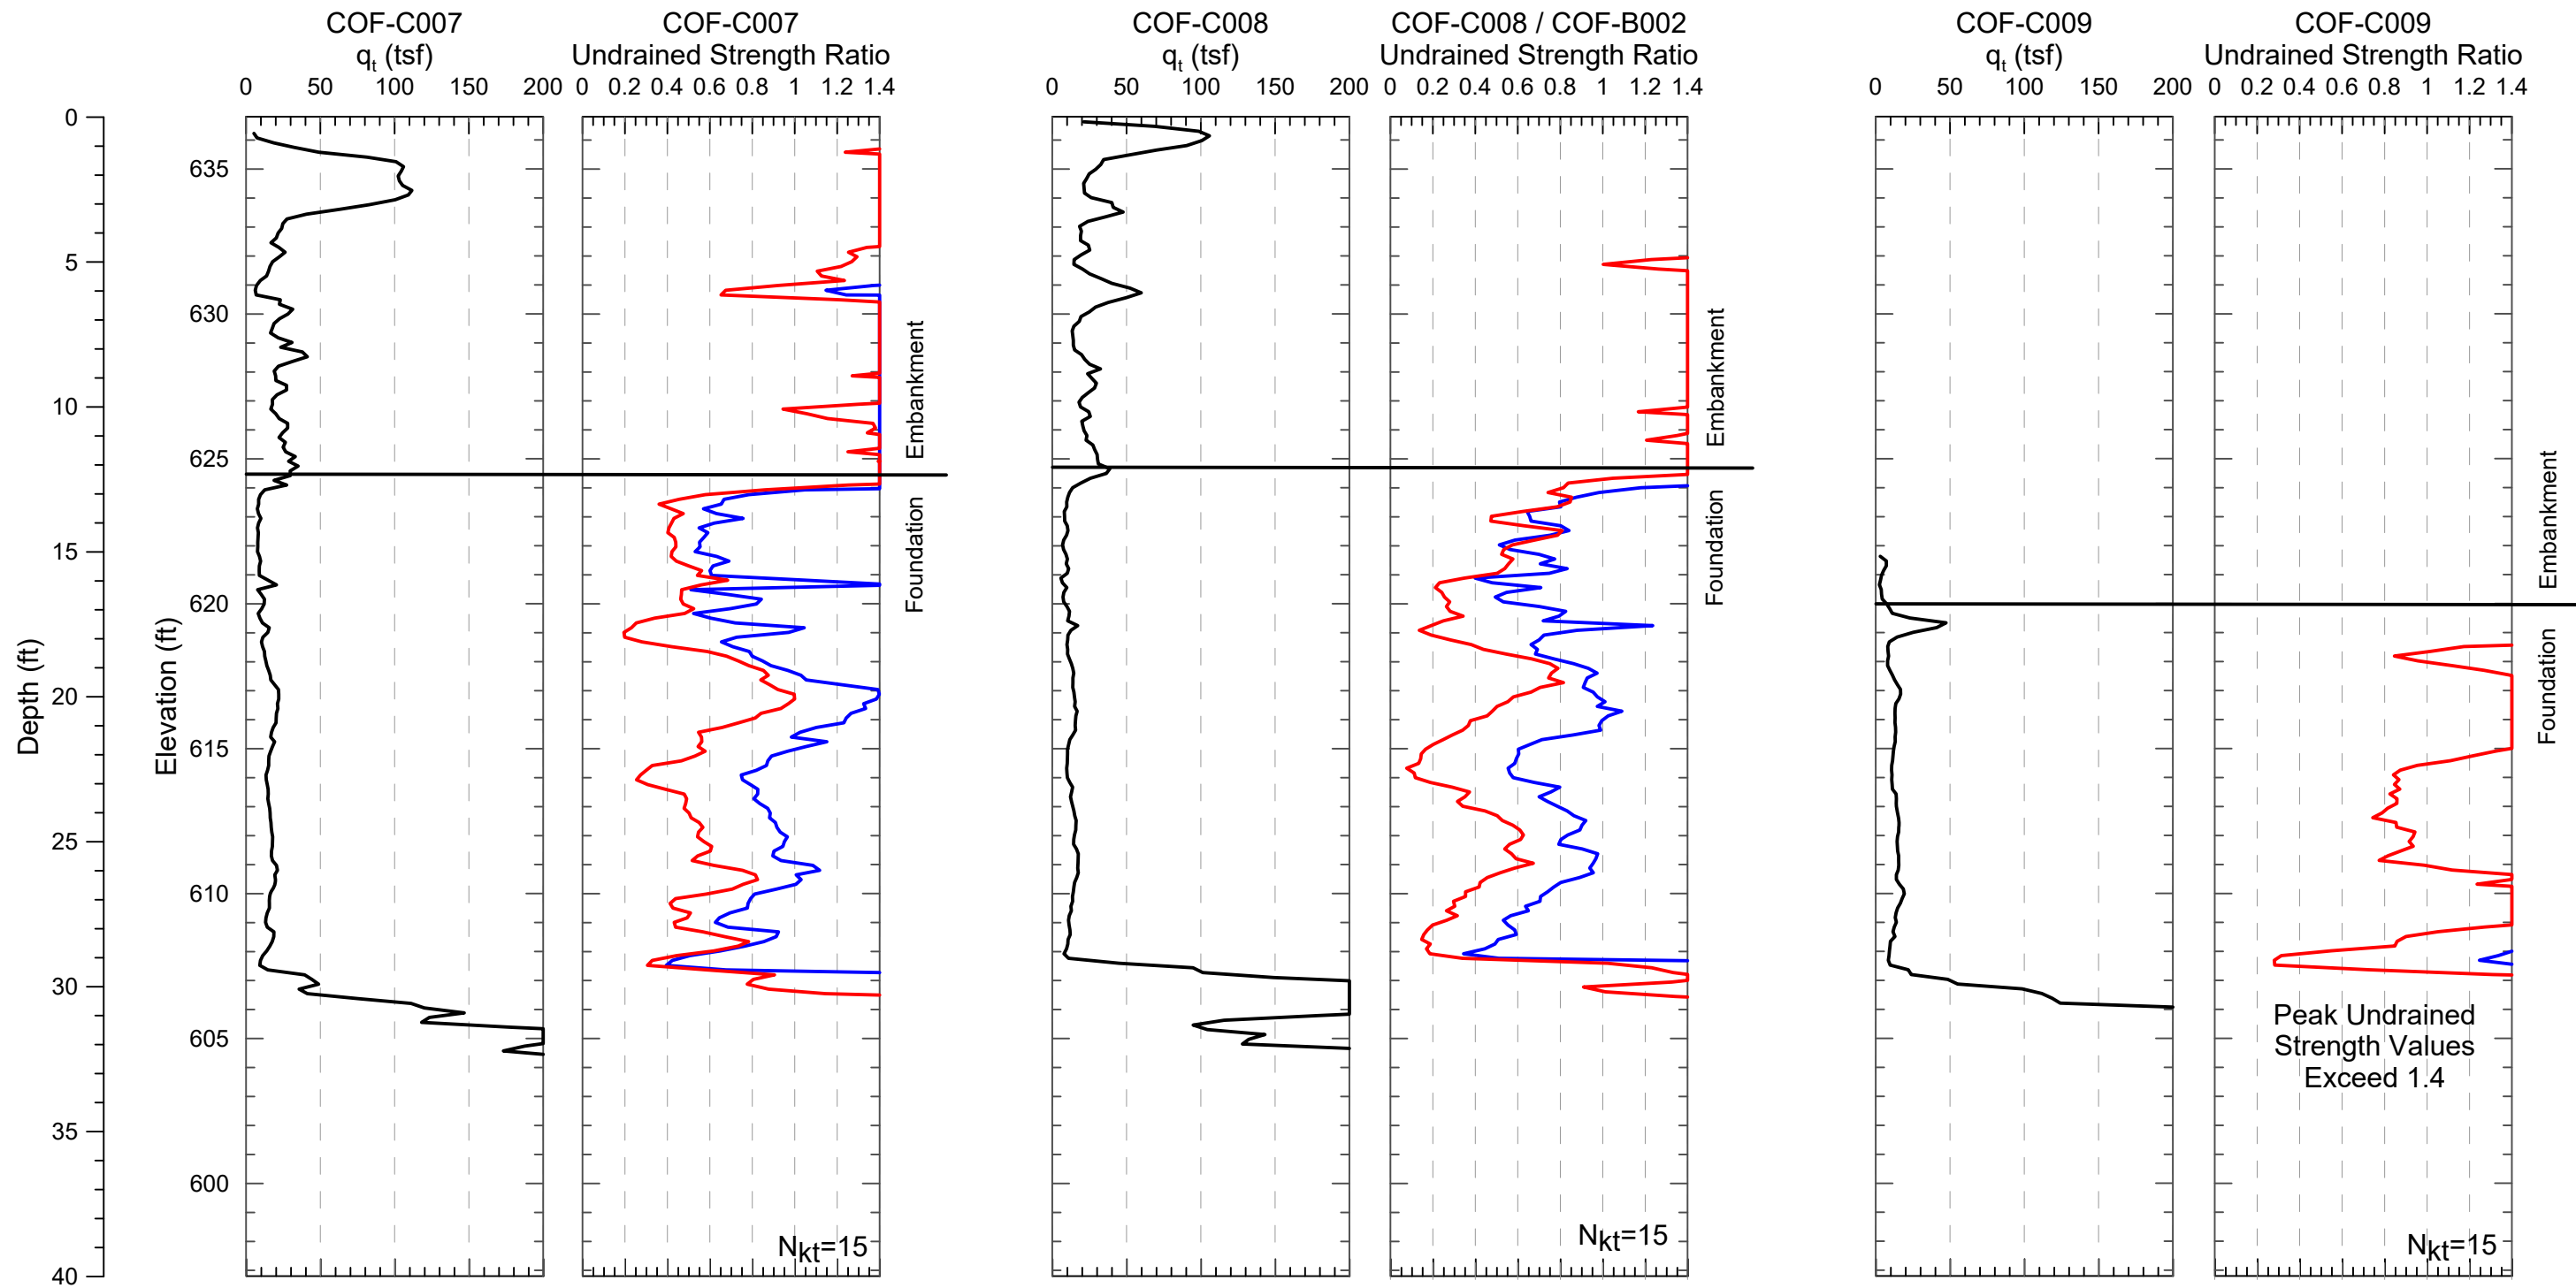 COF-C007
q_t (tsf)
0 50 100 150 200
COF-C007
Undrained Strength Ratio
0 0.2 0.4 0.6 0.8 1 1.2 1.4
COF-C008
q_t (tsf)
0 50 100 150 200
COF-C008 / COF-B002
Undrained Strength Ratio
0 0.2 0.4 0.6 0.8 1 1.2 1.4
COF-C009
q_t (tsf)
0 50 100 150 200
COF-C009
Undrained Strength Ratio
0 0.2 0.4 0.6 0.8 1 1.2 1.4
Depth (ft)
0
5
10
15
20
25
30
35
40
Elevation (ft)
635
630
625
620
615
610
605
600
Embankment
Foundation
N_kt=15
Embankment
Foundation
N_kt=15
Embankment
Foundation
Peak Undrained
Strength Values
Exceed 1.4
N_kt=15